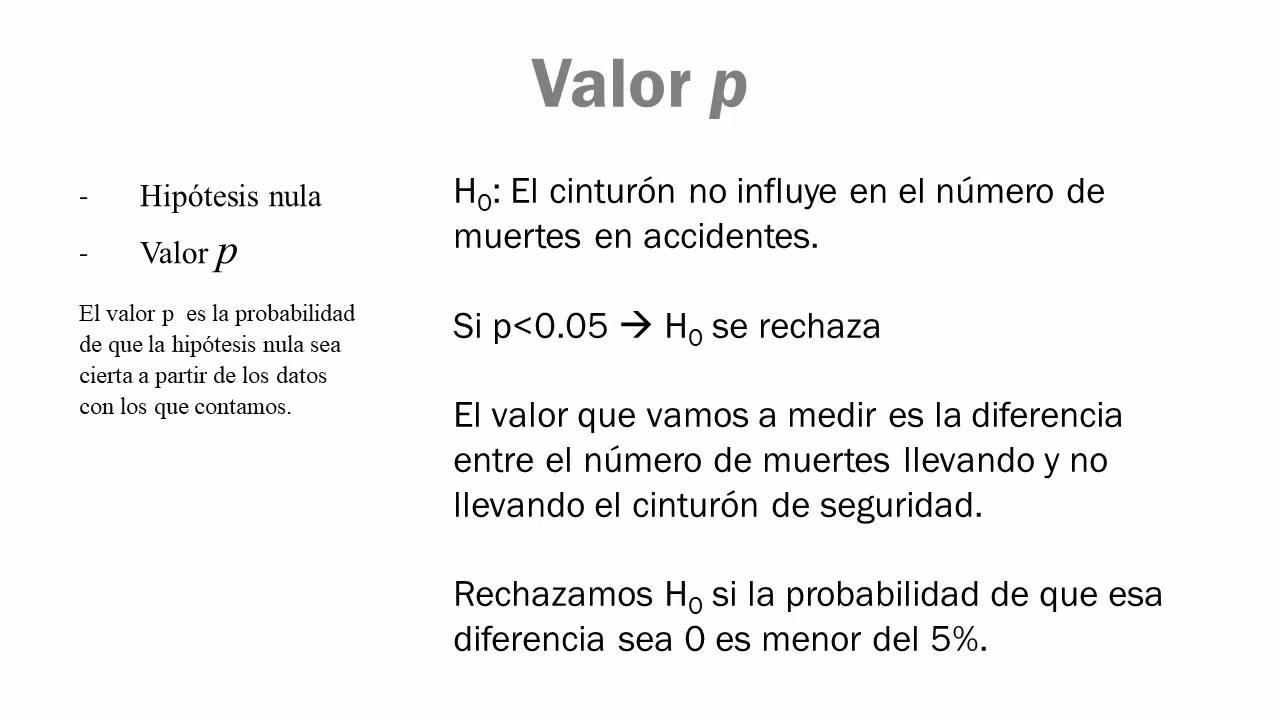 Valor p
- Hipótesis nula
- Valor p
El valor p es la probabilidad
de que la hipótesis nula sea
cierta a partir de los datos
con los que contamos.
H₀: El cinturón no influye en el número de
muertes en accidentes.
Si p<0.05 → H₀ se rechaza
El valor que vamos a medir es la diferencia
entre el número de muertes llevando y no
llevando el cinturón de seguridad.
Rechazamos H₀ si la probabilidad de que esa
diferencia sea 0 es menor del 5%.